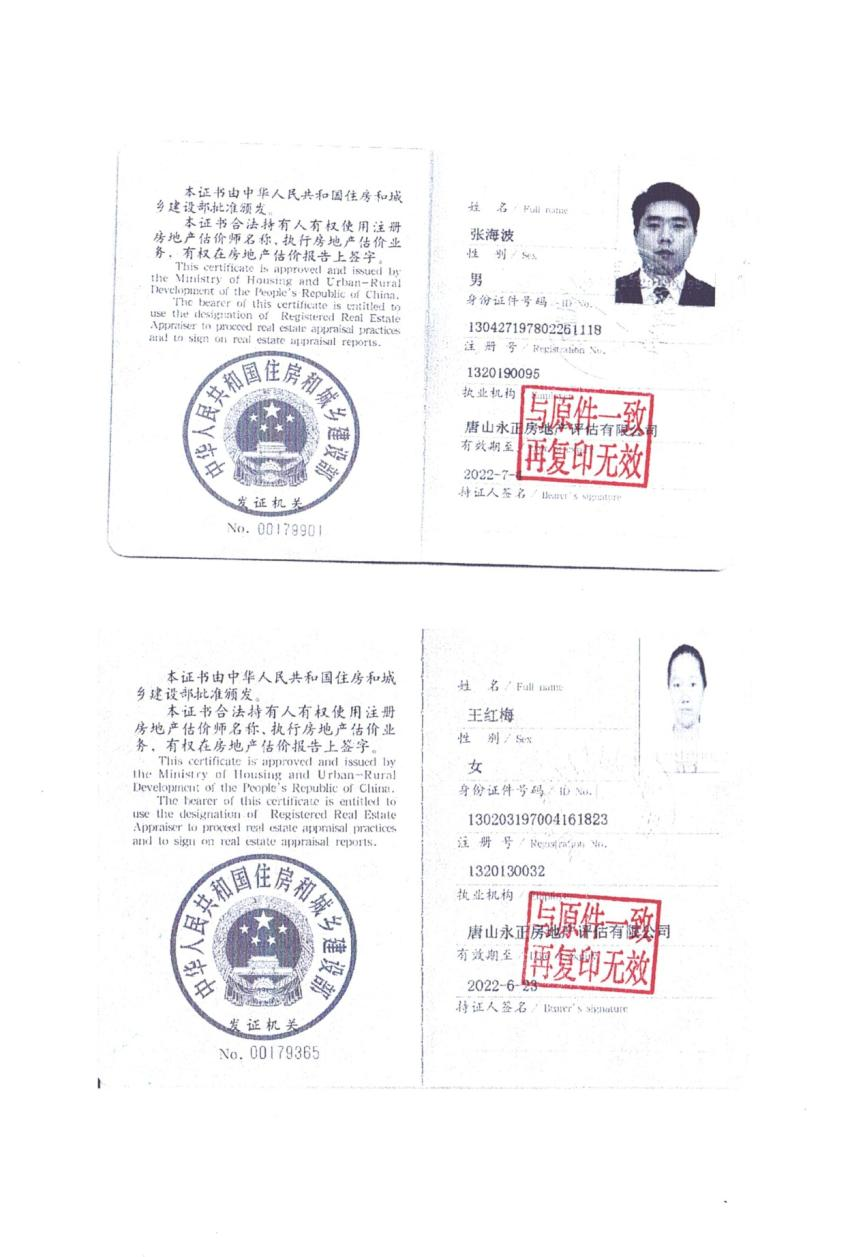 本证书由中华人民共和国住房和城
乡建设部批准颁发。
本证书合法持有人有权使用注册
房地产估价师名称、执行房地产估价业
务，有权在房地产估价报告上签字。
This certificate is approved and issued by
the Ministry of Housing and Urban-Rural
Development of the People's Republic of China.
The bearer of this certificate is entitled to
use the designation of Registered Real Estate
Appraiser to proceed real estate appraisal practices
and to sign on real estate appraisal reports.
中华人民共和国住房和城乡建设部
发证机关
No. 00179901
姓 名 / Full name
张海波
性 别 / Sex
男
身份证件号码 / ID No.
130427197802261118
注 册 号 / Registration No.
1320190095
执业机构 / Employer
唐山永正房地产评估有限公司
有效期至
2022-7-
持证人签名 / Bearer's signature
与原件一致
再复印无效
本证书由中华人民共和国住房和城
乡建设部批准颁发。
本证书合法持有人有权使用注册
房地产估价师名称、执行房地产估价业
务，有权在房地产估价报告上签字。
This certificate is approved and issued by
the Ministry of Housing and Urban-Rural
Development of the People's Republic of China.
The bearer of this certificate is entitled to
use the designation of Registered Real Estate
Appraiser to proceed real estate appraisal practices
and to sign on real estate appraisal reports.
中华人民共和国住房和城乡建设部
发证机关
No. 00179365
姓 名 / Full name
王红梅
性 别 / Sex
女
身份证件号码 / ID No.
130203197004161823
注 册 号 / Registration No.
1320130032
执业机构
唐山永正房地产评估有限公司
有效期至
2022-6-23
持证人签名 / Bearer's signature
与原件一致
再复印无效